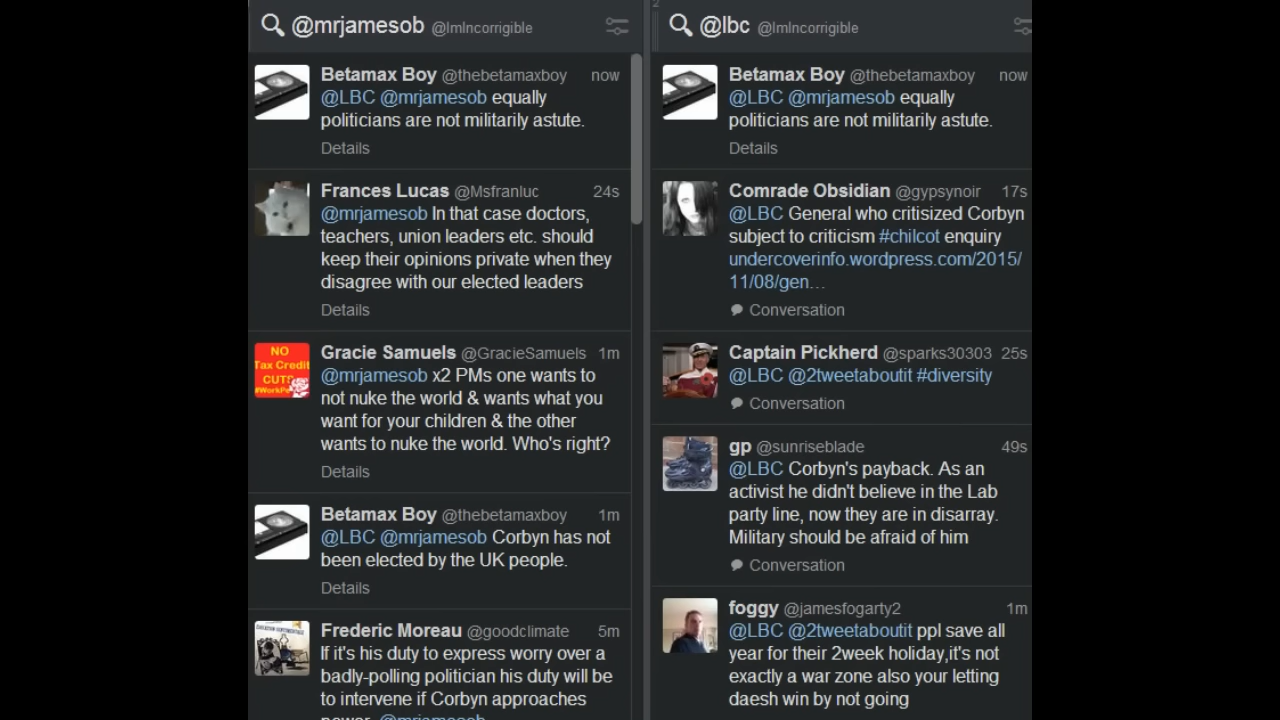 @mrjamesob @ImIncorrigible
Betamax Boy @thebetamaxboy now
@LBC @mrjamesob equally
politicians are not militarily astute.
Details
Frances Lucas @Msfranluc 24s
@mrjamesob In that case doctors,
teachers, union leaders etc. should
keep their opinions private when they
disagree with our elected leaders
Details
NO
Tax Credit
CUTS
Gracie Samuels @GracieSamuels 1m
@mrjamesob x2 PMs one wants to
not nuke the world & wants what you
want for your children & the other
wants to nuke the world. Who's right?
Details
Betamax Boy @thebetamaxboy 1m
@LBC @mrjamesob Corbyn has not
been elected by the UK people.
Details
Frederic Moreau @goodclimate 5m
If it's his duty to express worry over a
badly-polling politician his duty will be
to intervene if Corbyn approaches
power. @mrjamesob
2
@lbc @ImIncorrigible
Betamax Boy @thebetamaxboy now
@LBC @mrjamesob equally
politicians are not militarily astute.
Details
Comrade Obsidian @gypsynoir 17s
@LBC General who critisized Corbyn
subject to criticism #chilcot enquiry
undercoverinfo.wordpress.com/2015/
11/08/gen…
Conversation
Captain Pickherd @sparks30303 25s
@LBC @2tweetaboutit #diversity
Conversation
gp @sunriseblade 49s
@LBC Corbyn's payback. As an
activist he didn't believe in the Lab
party line, now they are in disarray.
Military should be afraid of him
Conversation
foggy @jamesfogarty2 1m
@LBC @2tweetaboutit ppl save all
year for their 2week holiday,it's not
exactly a war zone also your letting
daesh win by not going